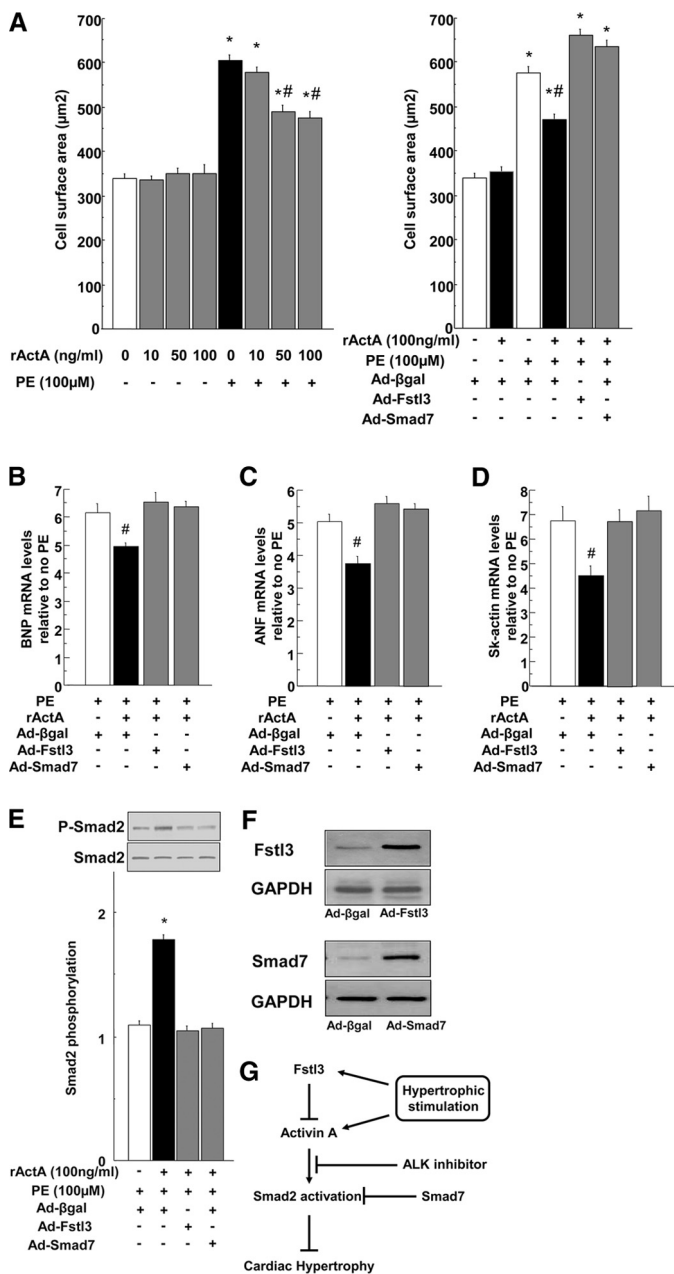 A
Cell surface area (µm2)
700
600
500
400
300
200
100
0
* * *# *#
rActA (ng/ml) 0 10 50 100 0 10 50 100
PE (100µM) - - - - + + + +
Cell surface area (µm2)
700
600
500
400
300
200
100
0
* *# * *
rActA (100ng/ml) - + - + + +
PE (100µM) - - + + + +
Ad-βgal + + + + - +
Ad-Fstl3 - - - - + -
Ad-Smad7 - - - - - +
B
BNP mRNA levels
relative to no PE
7
6
5
4
3
2
1
0
#
PE + + + +
rActA - + + +
Ad-βgal + + - -
Ad-Fstl3 - - + -
Ad-Smad7 - - - +
C
ANF mRNA levels
relative to no PE
6
5
4
3
2
1
0
#
PE + + + +
rActA - + + +
Ad-βgal + + - -
Ad-Fstl3 - - + -
Ad-Smad7 - - - +
D
Sk-actin mRNA levels
relative to no PE
8
7
6
5
4
3
2
1
0
#
PE + + + +
rActA - + + +
Ad-βgal + + - -
Ad-Fstl3 - - + -
Ad-Smad7 - - - +
E
P-Smad2
Smad2
Smad2 phosphorylation
2
1
0
*
rActA (100ng/ml) - + + +
PE (100µM) + + + +
Ad-βgal + + - +
Ad-Fstl3 - - + -
Ad-Smad7 - - - +
F
Fstl3
GAPDH
Ad-βgal Ad-Fstl3
Smad7
GAPDH
Ad-βgal Ad-Smad7
G
Fstl3
Hypertrophic
stimulation
Activin A
ALK inhibitor
Smad2 activation
Smad7
Cardiac Hypertrophy